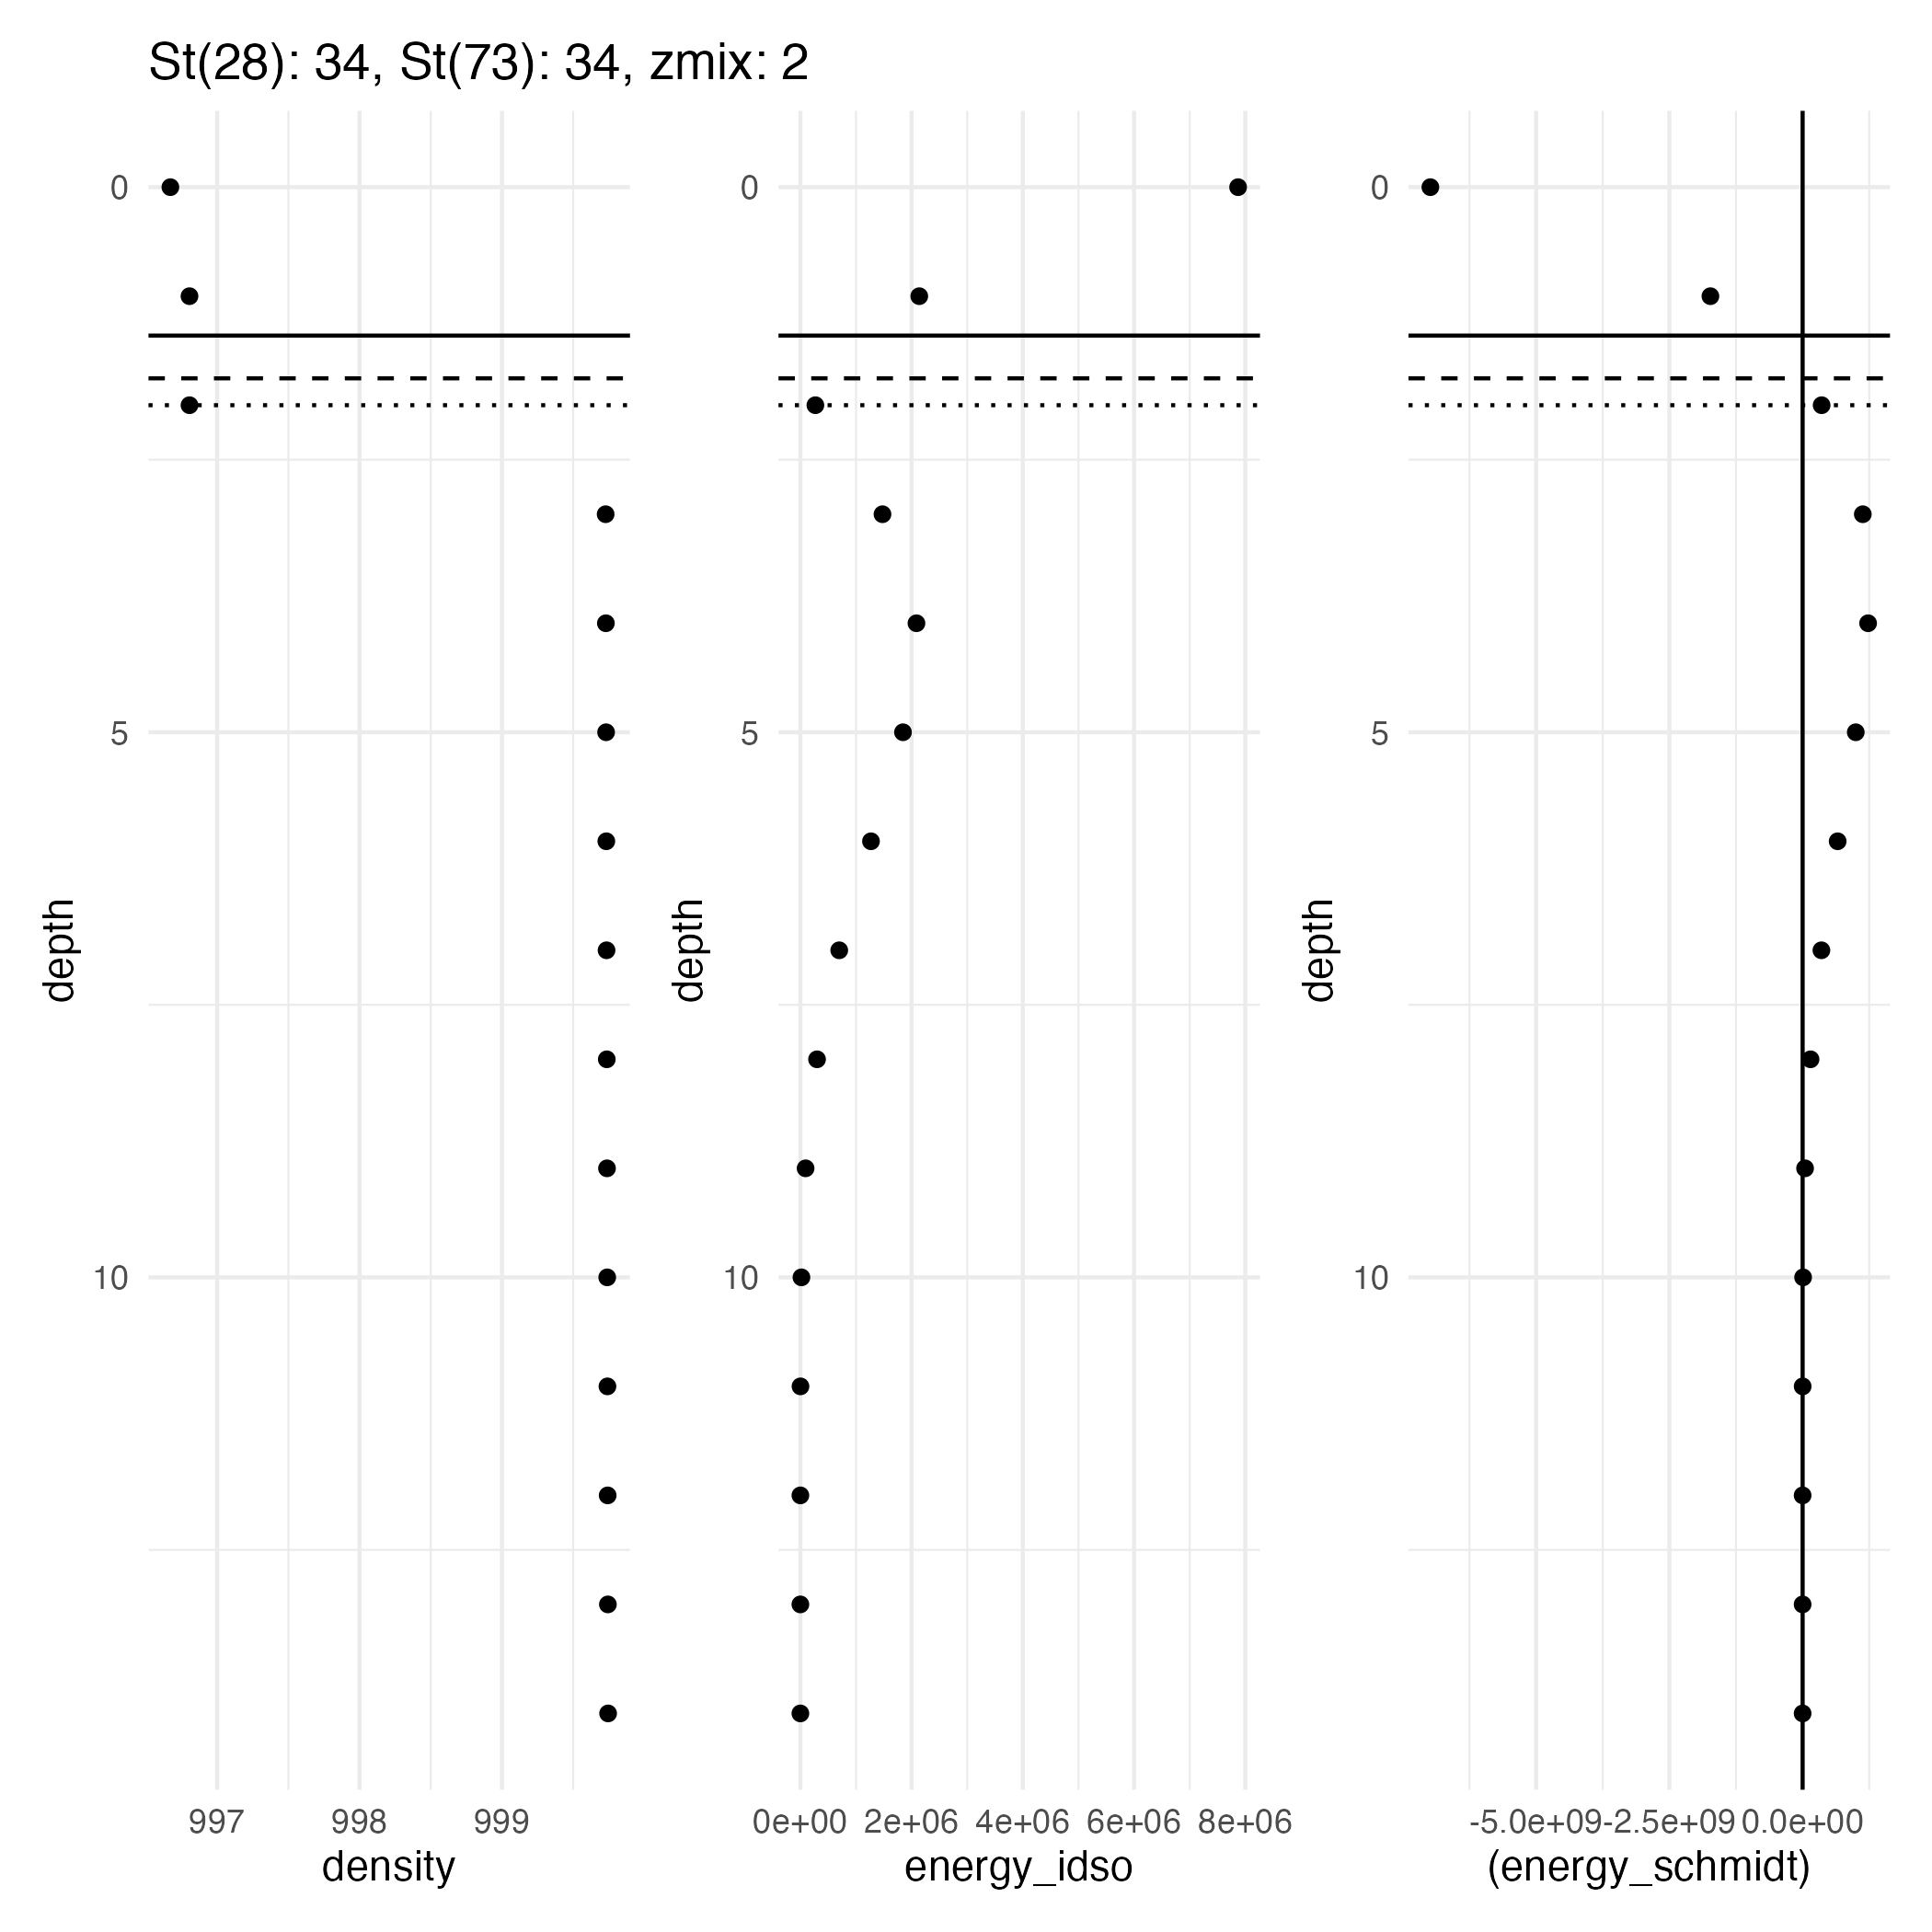 St(28): 34, St(73): 34, zmix: 2
0
5
10
depth
997 998 999
density
0
5
10
depth
0e+00 2e+06 4e+06 6e+06 8e+06
energy_idso
0
5
10
depth
-5.0e+09 -2.5e+09 0.0e+00
(energy_schmidt)